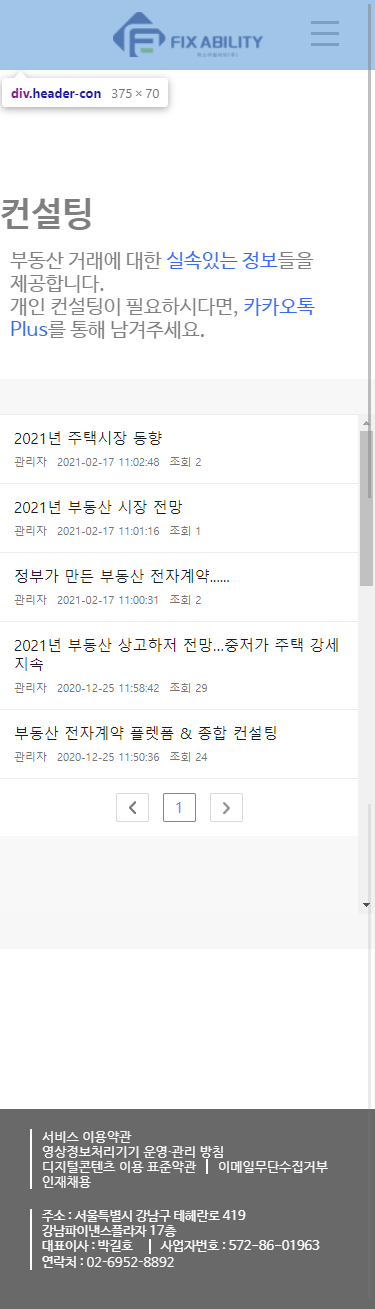 FIX ABILITY
div.header-con 375 × 70
컨설팅
부동산 거래에 대한 실속있는 정보들을
제공합니다.
개인 컨설팅이 필요하시다면, 카카오톡
Plus를 통해 남겨주세요.
2021년 주택시장 동향
관리자 2021-02-17 11:02:48 조회 2
2021년 부동산 시장 전망
관리자 2021-02-17 11:01:16 조회 1
정부가 만든 부동산 전자계약......
관리자 2021-02-17 11:00:31 조회 2
2021년 부동산 상고하저 전망...중저가 주택 강세
지속
관리자 2020-12-25 11:58:42 조회 29
부동산 전자계약 플렛폼 & 종합 컨설팅
관리자 2020-12-25 11:50:36 조회 24
1
서비스 이용약관
영상정보처리기기 운영·관리 방침
디지털콘텐츠 이용 표준약관 이메일무단수집거부
인재채용
주소 : 서울특별시 강남구 테헤란로 419
강남파이낸스플라자 17층
대표이사 : 박길호 사업자번호 : 572-86-01963
연락처 : 02-6952-8892